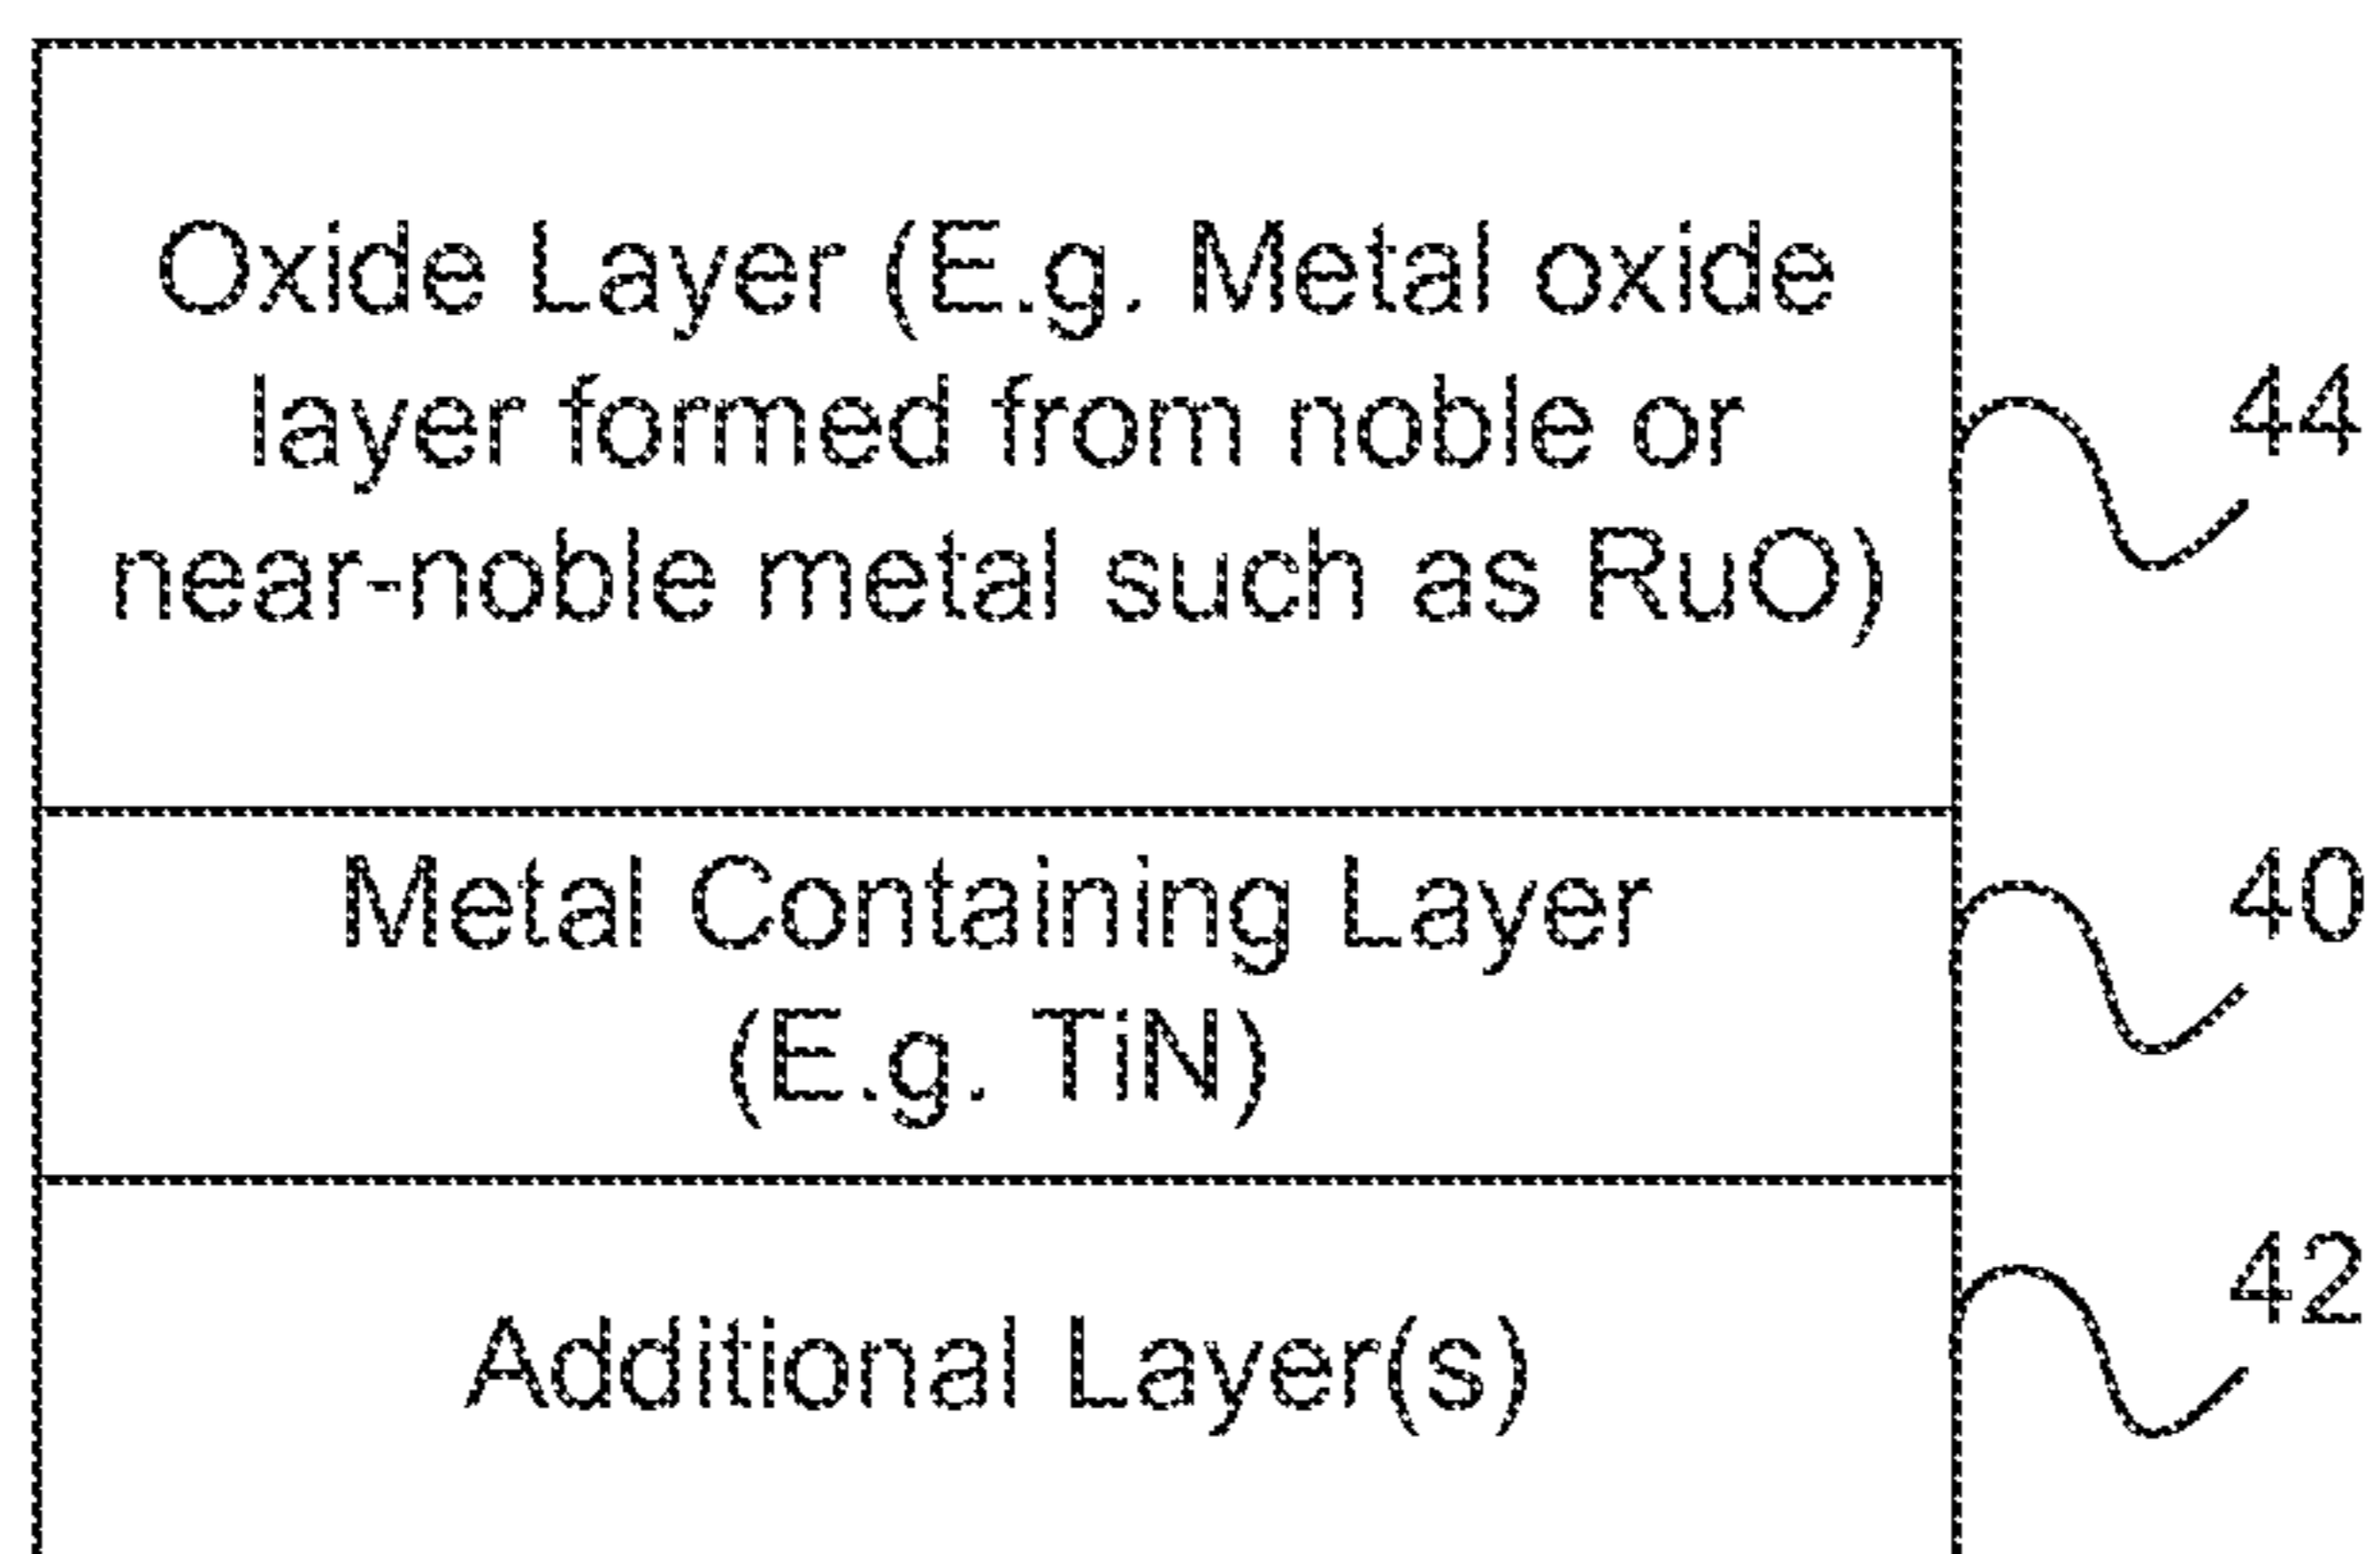 Oxide Layer (E.g. Metal oxide
layer formed from noble or
near-noble metal such as RuO)
44
Metal Containing Layer
(E.g. TiN)
40
Additional Layer(s)
42